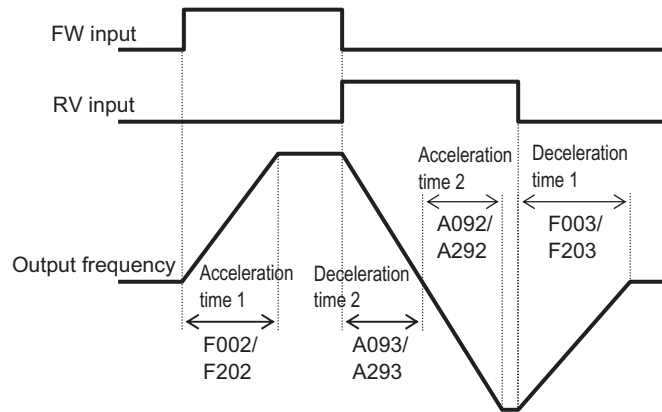 FW input
RV input
Acceleration
time 2
A092/
A292
Deceleration
time 1
F003/
F203
Output frequency
Acceleration
time 1
F002/
F202
Deceleration
time 2
A093/
A293